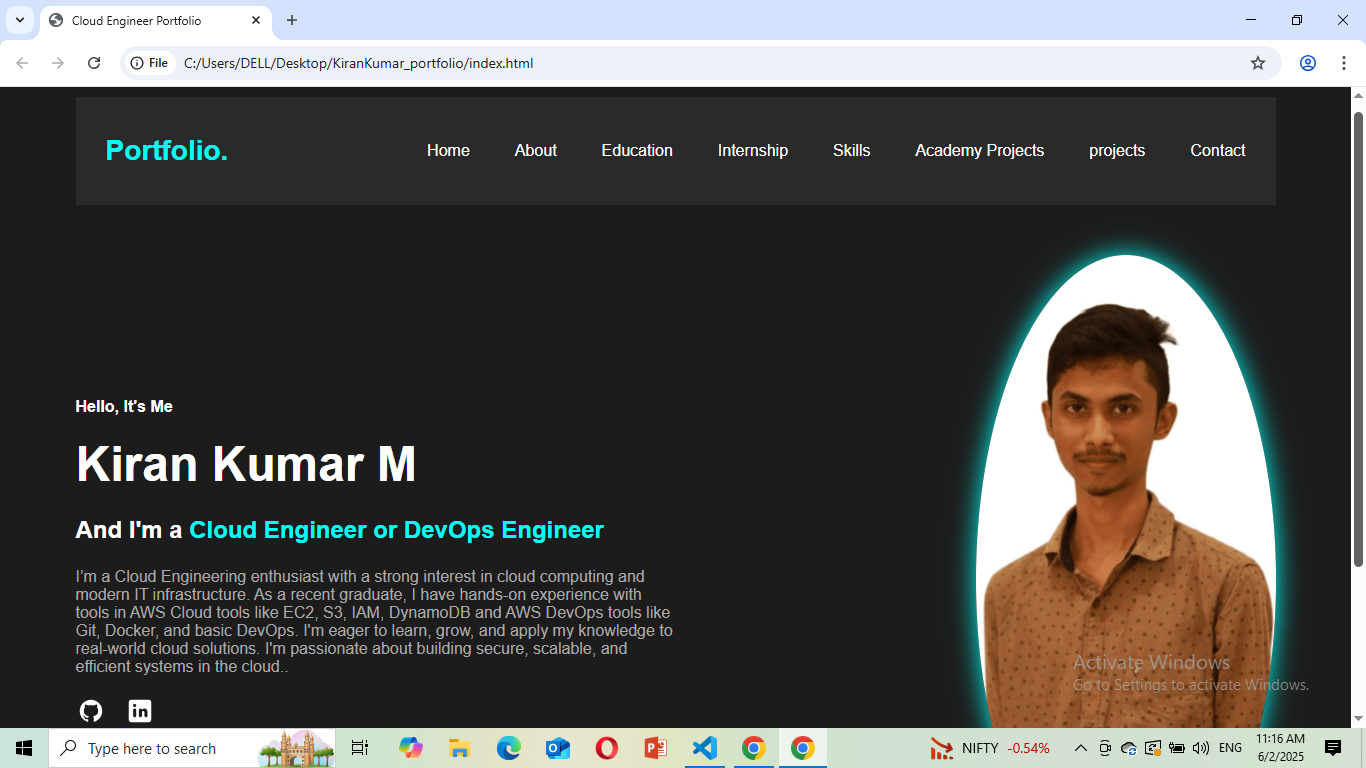 Cloud Engineer Portfolio
File C:/Users/DELL/Desktop/KiranKumar_portfolio/index.html
Portfolio. Home About Education Internship Skills Academy Projects projects Contact
Hello, It's Me
Kiran Kumar M
And I'm a Cloud Engineer or DevOps Engineer
I’m a Cloud Engineering enthusiast with a strong interest in cloud computing and
modern IT infrastructure. As a recent graduate, I have hands-on experience with
tools in AWS Cloud tools like EC2, S3, IAM, DynamoDB and AWS DevOps tools like
Git, Docker, and basic DevOps. I'm eager to learn, grow, and apply my knowledge to
real-world cloud solutions. I'm passionate about building secure, scalable, and
efficient systems in the cloud..
in
Activate Windows
Go to Settings to activate Windows.
Type here to search
NIFTY -0.54%
ENG
11:16 AM
6/2/2025